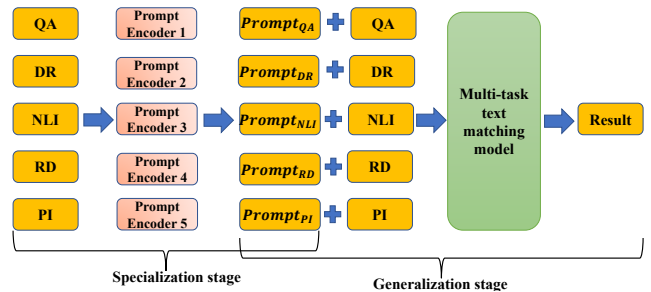 QA
Prompt
Encoder 1
Prompt_QA
QA
DR
Prompt
Encoder 2
Prompt_DR
DR
NLI
Prompt
Encoder 3
Prompt_NLI
NLI
RD
Prompt
Encoder 4
Prompt_RD
RD
PI
Prompt
Encoder 5
Prompt_PI
PI
Multi-task
text
matching
model
Result
Specialization stage
Generalization stage